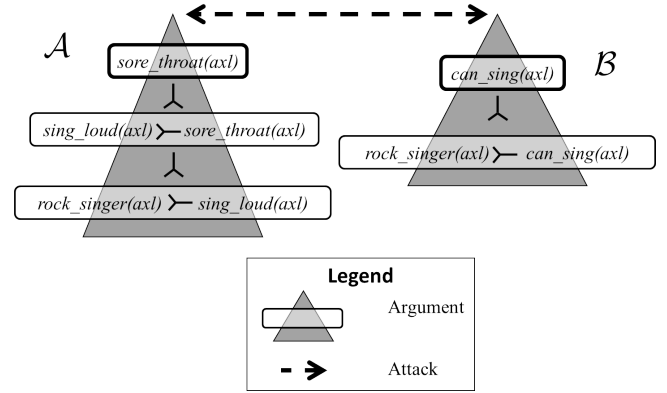 A
sore_throat(axl)
sing_loud(axl) sore_throat(axl)
rock_singer(axl) sing_loud(axl)
B
can_sing(axl)
rock_singer(axl) can_sing(axl)
Legend
Argument
Attack